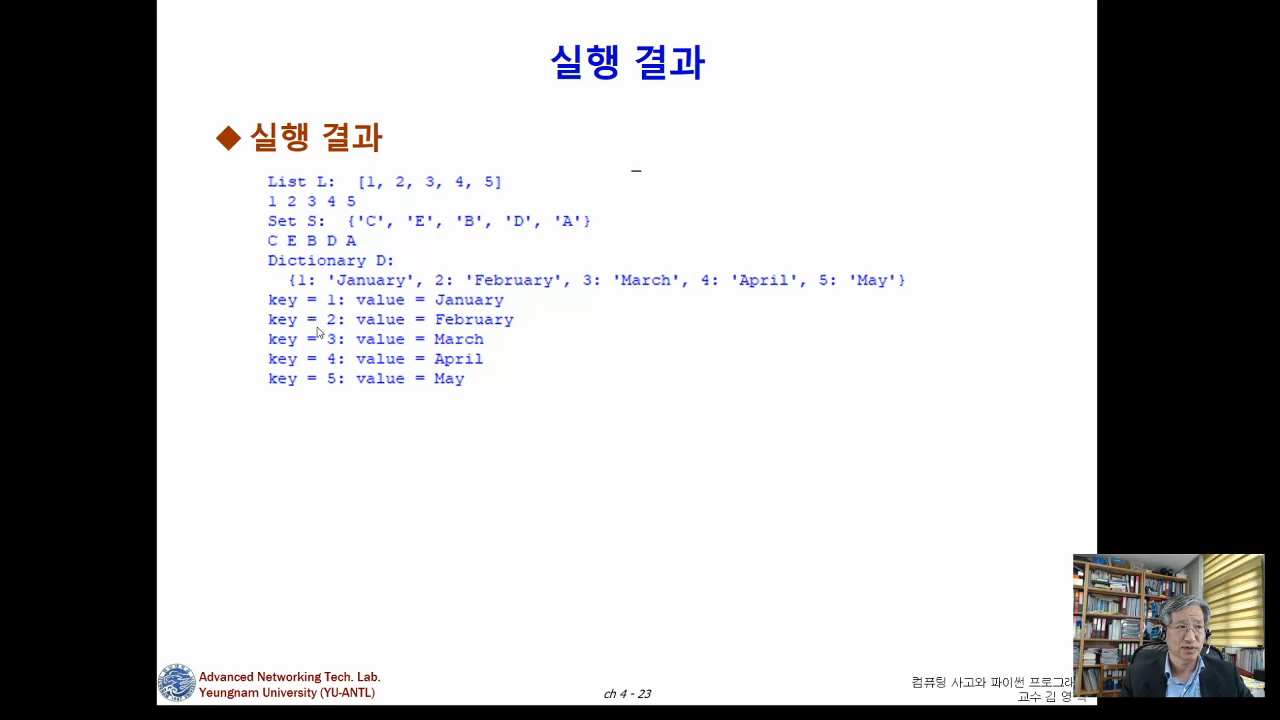 실행 결과
◆ 실행 결과
List L:  [1, 2, 3, 4, 5]
1 2 3 4 5
Set S:  {'C', 'E', 'B', 'D', 'A'}
C E B D A
Dictionary D:
  {1: 'January', 2: 'February', 3: 'March', 4: 'April', 5: 'May'}
key = 1: value = January
key = 2: value = February
key = 3: value = March
key = 4: value = April
key = 5: value = May
Advanced Networking Tech. Lab.
Yeungnam University (YU-ANTL)
ch 4 - 23
컴퓨팅 사고와 파이썬 프로그래
교수 김 영